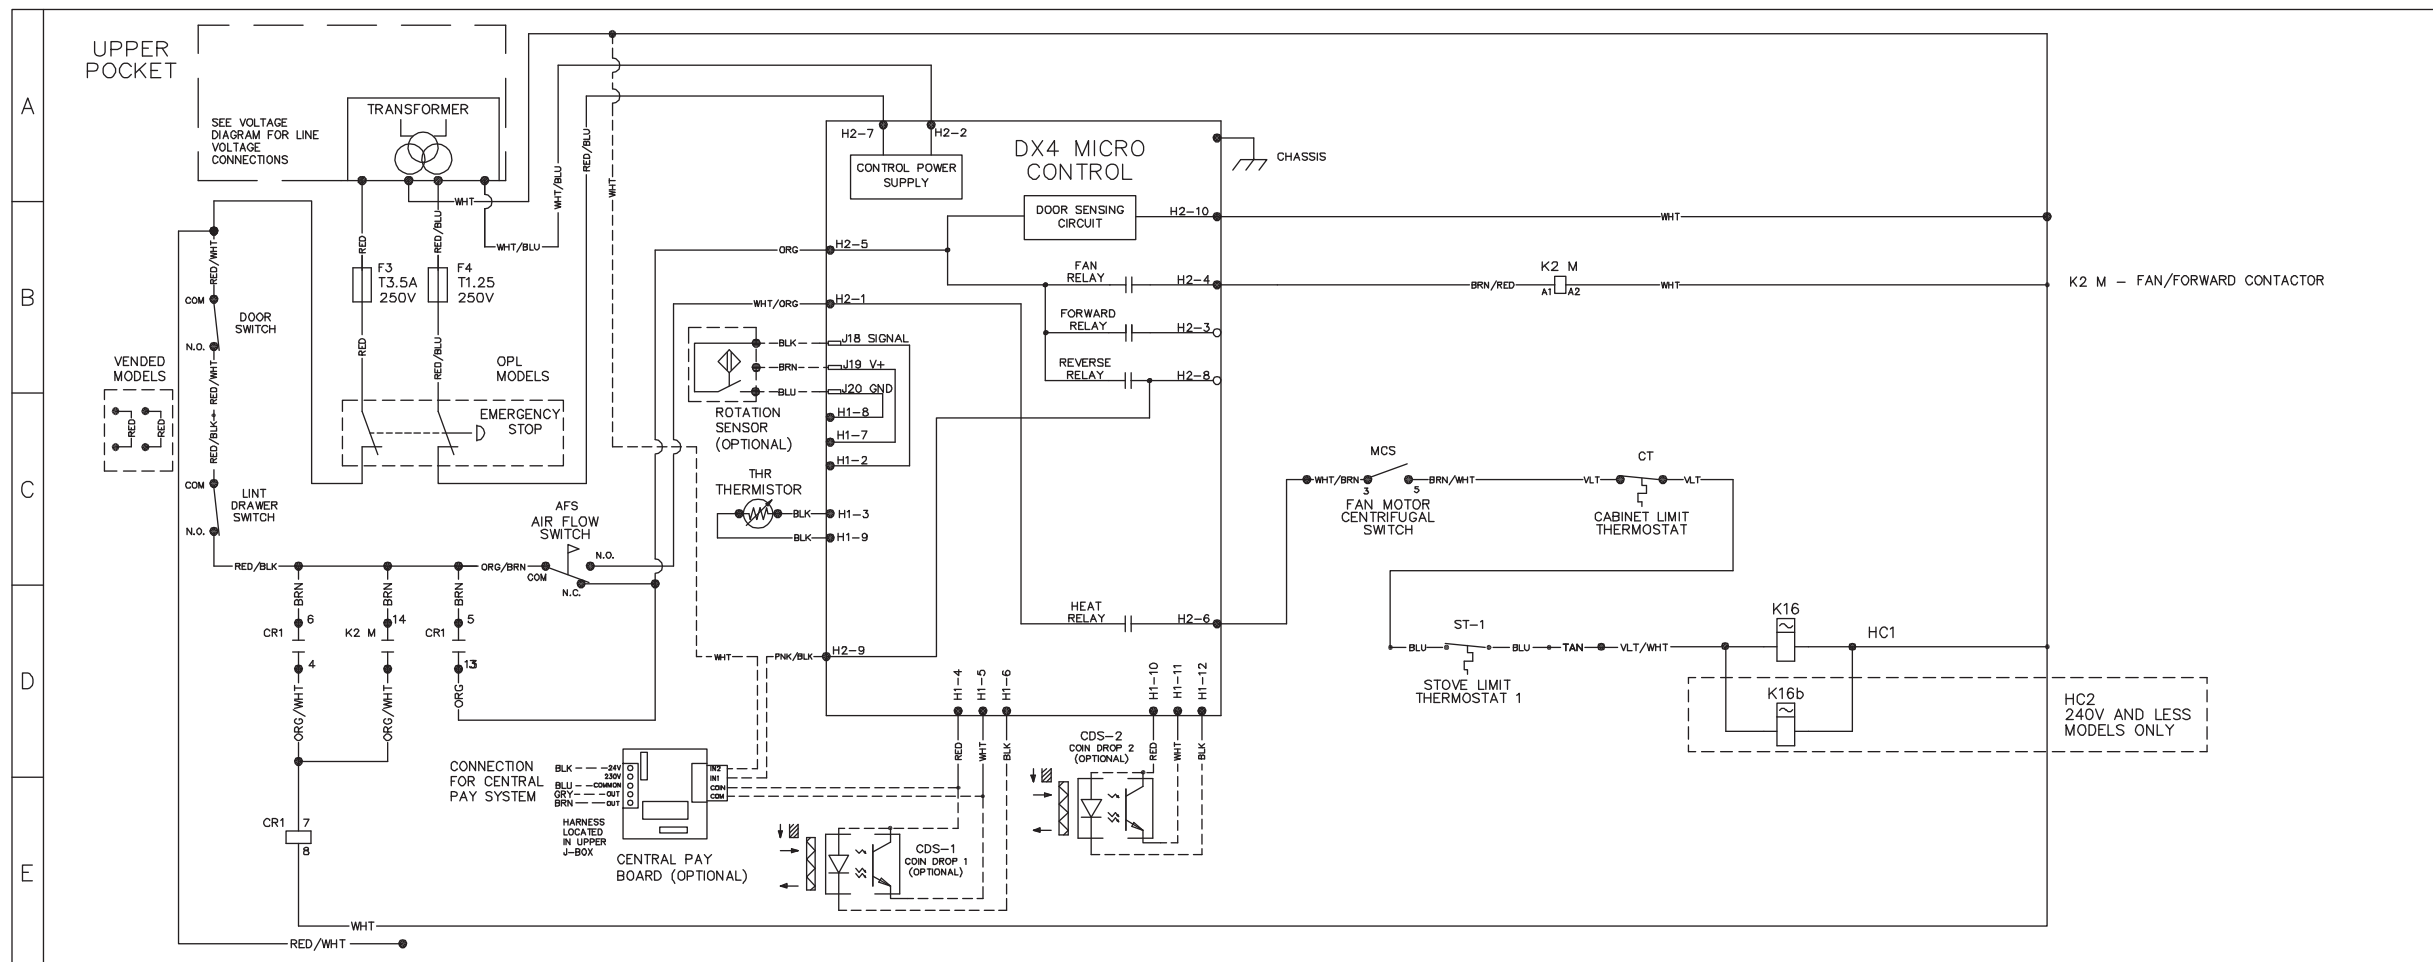 UPPER
POCKET
A
B
C
D
E
SEE VOLTAGE
DIAGRAM FOR LINE
VOLTAGE
CONNECTIONS
TRANSFORMER
WHT
WHT/BLU
WHT/BLU
RED/BLU
WHT
RED
RED/BLU
F3
T3.5A
250V
F4
T1.25
250V
RED
RED/BLU
RED/WHT
COM
DOOR
SWITCH
N.O.
RED/WHT
RED/BLK
VENDED
MODELS
RED
RED
OPL
MODELS
EMERGENCY
STOP
COM
LINT
DRAWER
SWITCH
N.O.
RED/BLK
ORG/BRN
AFS
AIR FLOW
SWITCH
N.O.
COM
N.C.
BRN
BRN
BRN
6
CR1
4
14
K2 M
5
CR1
13
ORG/WHT
ORG/WHT
ORG
CR1
7
8
WHT
RED/WHT
CONNECTION
FOR CENTRAL
PAY SYSTEM
BLK
BLU
GRY
BRN
24V
230V
COMMON
OUT
OUT
IN2
IN1
COIN
COM
HARNESS
LOCATED
IN UPPER
J-BOX
CENTRAL PAY
BOARD (OPTIONAL)
WHT
PNK/BLK
H2-7
H2-2
CONTROL POWER
SUPPLY
DX4 MICRO
CONTROL
CHASSIS
DOOR SENSING
CIRCUIT
H2-10
WHT
ORG
H2-5
FAN
RELAY
H2-4
BRN/RED
K2 M
A1
A2
WHT
K2 M - FAN/FORWARD CONTACTOR
WHT/ORG
H2-1
FORWARD
RELAY
H2-3
REVERSE
RELAY
H2-8
BLK
BRN
BLU
J18 SIGNAL
J19 V+
J20 GND
H1-8
H1-7
H1-2
ROTATION
SENSOR
(OPTIONAL)
THR
THERMISTOR
BLK
H1-3
BLK
H1-9
HEAT
RELAY
H2-6
H2-9
H1-4
H1-5
H1-6
H1-10
H1-11
H1-12
RED
WHT
BLK
RED
WHT
BLK
CDS-2
COIN DROP 2
(OPTIONAL)
CDS-1
COIN DROP 1
(OPTIONAL)
WHT/BRN
MCS
3
5
FAN MOTOR
CENTRIFUGAL
SWITCH
BRN/WHT
VLT
CT
VLT
CABINET LIMIT
THERMOSTAT
BLU
ST-1
STOVE LIMIT
THERMOSTAT 1
BLU
TAN
VLT/WHT
K16
HC1
K16b
HC2
240V AND LESS
MODELS ONLY